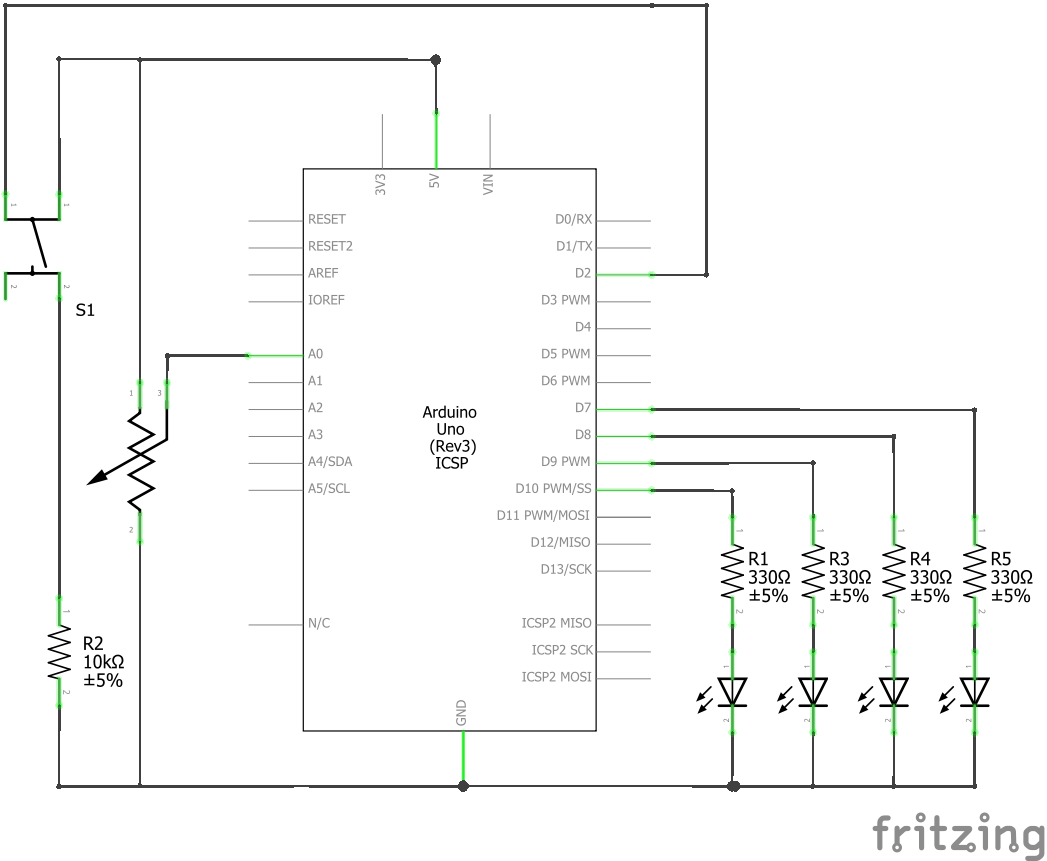 3V3
5V
VIN
1
1
2
2
S1
RESET
RESET2
AREF
IOREF
A0
A1
A2
A3
A4/SDA
A5/SCL
N/C
D0/RX
D1/TX
D2
D3 PWM
D4
D5 PWM
D6 PWM
D7
D8
D9 PWM
D10 PWM/SS
D11 PWM/MOSI
D12/MISO
D13/SCK
ICSP2 MISO
ICSP2 SCK
ICSP2 MOSI
Arduino
Uno
(Rev3)
ICSP
GND
1
3
2
1
R2
10kΩ
±5%
2
1
R1
330Ω
±5%
2
1
R3
330Ω
±5%
2
1
R4
330Ω
±5%
2
1
R5
330Ω
±5%
2
1
2
1
2
1
2
1
2
fritzing